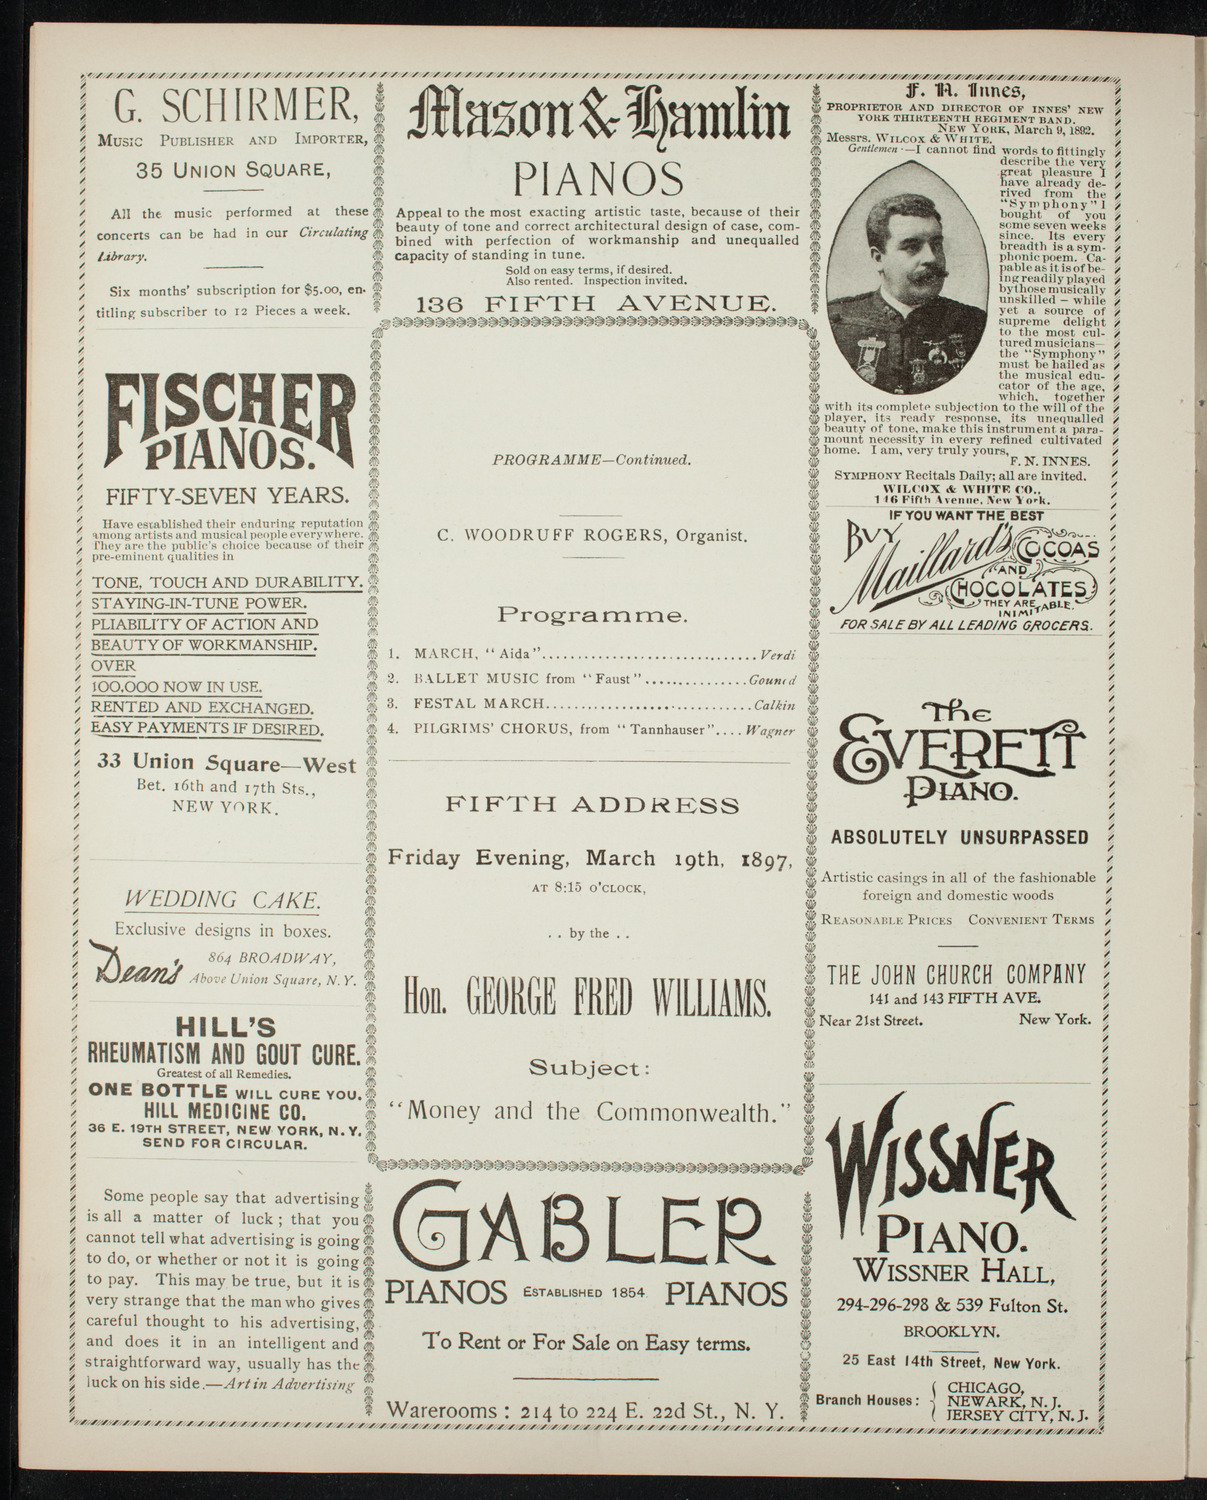 G. SCHIRMER,
MUSIC PUBLISHER AND IMPORTER,
35 UNION SQUARE,
All the music performed at these
concerts can be had in our Circulating
Library.
Six months' subscription for $5.00, en-
titling subscriber to 12 Pieces a week.
FISCHER
PIANOS.
FIFTY-SEVEN YEARS.
Have established their enduring reputation
among artists and musical people everywhere.
They are the public's choice because of their
pre-eminent qualities in
TONE, TOUCH AND DURABILITY.
STAYING-IN-TUNE POWER.
PLIABILITY OF ACTION AND
BEAUTY OF WORKMANSHIP.
OVER
100,000 NOW IN USE.
RENTED AND EXCHANGED.
EASY PAYMENTS IF DESIRED.
33 Union Square—West
Bet. 16th and 17th Sts.,
NEW YORK.
WEDDING CAKE.
Exclusive designs in boxes.
Dean's
864 BROADWAY,
Above Union Square, N. Y.
HILL'S
RHEUMATISM AND GOUT CURE.
Greatest of all Remedies.
ONE BOTTLE WILL CURE YOU.
HILL MEDICINE CO.
36 E. 19TH STREET, NEW YORK, N. Y.
SEND FOR CIRCULAR.
Some people say that advertising
is all a matter of luck; that you
cannot tell what advertising is going
to do, or whether or not it is going
to pay. This may be true, but it is
very strange that the man who gives
careful thought to his advertising,
and does it in an intelligent and
straightforward way, usually has the
luck on his side.—Art in Advertising
Mason & Hamlin
PIANOS
Appeal to the most exacting artistic taste, because of their
beauty of tone and correct architectural design of case, com-
bined with perfection of workmanship and unequalled
capacity of standing in tune.
Sold on easy terms, if desired.
Also rented. Inspection invited.
136 FIFTH AVENUE.
PROGRAMME—Continued.
C. WOODRUFF ROGERS, Organist.
Programme.
1. MARCH, "Aida"............................Verdi
2. BALLET MUSIC from "Faust"...............Gounod
3. FESTAL MARCH............................Calkin
4. PILGRIMS' CHORUS, from "Tannhauser"....Wagner
FIFTH ADDRESS
Friday Evening, March 19th, 1897,
AT 8:15 O'CLOCK,
. . by the . .
Hon. GEORGE FRED WILLIAMS.
Subject:
"Money and the Commonwealth."
GABLER
PIANOS ESTABLISHED 1854 PIANOS
To Rent or For Sale on Easy terms.
Warerooms: 214 to 224 E. 22d St., N. Y.
F. N. Innes,
PROPRIETOR AND DIRECTOR OF INNES' NEW
YORK THIRTEENTH REGIMENT BAND.
NEW YORK, March 9, 1892.
Messrs. WILCOX & WHITE.
Gentlemen:—I cannot find words to fittingly
describe the very
great pleasure I
have already de-
rived from the
"Symphony" I
bought of you
some seven weeks
since. Its every
breadth is a sym-
phonic poem. Ca-
pable as it is of be-
ing readily played
by those musically
unskilled — while
yet a source of
supreme delight
to the most cul-
tured musicians—
the "Symphony"
must be hailed as
the musical edu-
cator of the age,
which, together
with its complete subjection to the will of the
player, its ready response, its unequalled
beauty of tone, make this instrument a para-
mount necessity in every refined cultivated
home. I am, very truly yours,
F. N. INNES.
SYMPHONY Recitals Daily; all are invited.
WILCOX & WHITE CO.,
146 Fifth Avenue, New York.
IF YOU WANT THE BEST
BUY
Maillard's
COCOAS
AND
CHOCOLATES
THEY ARE
INIMITABLE.
FOR SALE BY ALL LEADING GROCERS.
The
EVERETT
PIANO.
ABSOLUTELY UNSURPASSED
Artistic casings in all of the fashionable
foreign and domestic woods
REASONABLE PRICES CONVENIENT TERMS
THE JOHN CHURCH COMPANY
141 and 143 FIFTH AVE.
Near 21st Street. New York.
WISSNER
PIANO.
WISSNER HALL,
294-296-298 & 539 Fulton St.
BROOKLYN.
25 East 14th Street, New York.
Branch Houses: { CHICAGO,
NEWARK, N. J.
JERSEY CITY, N. J.